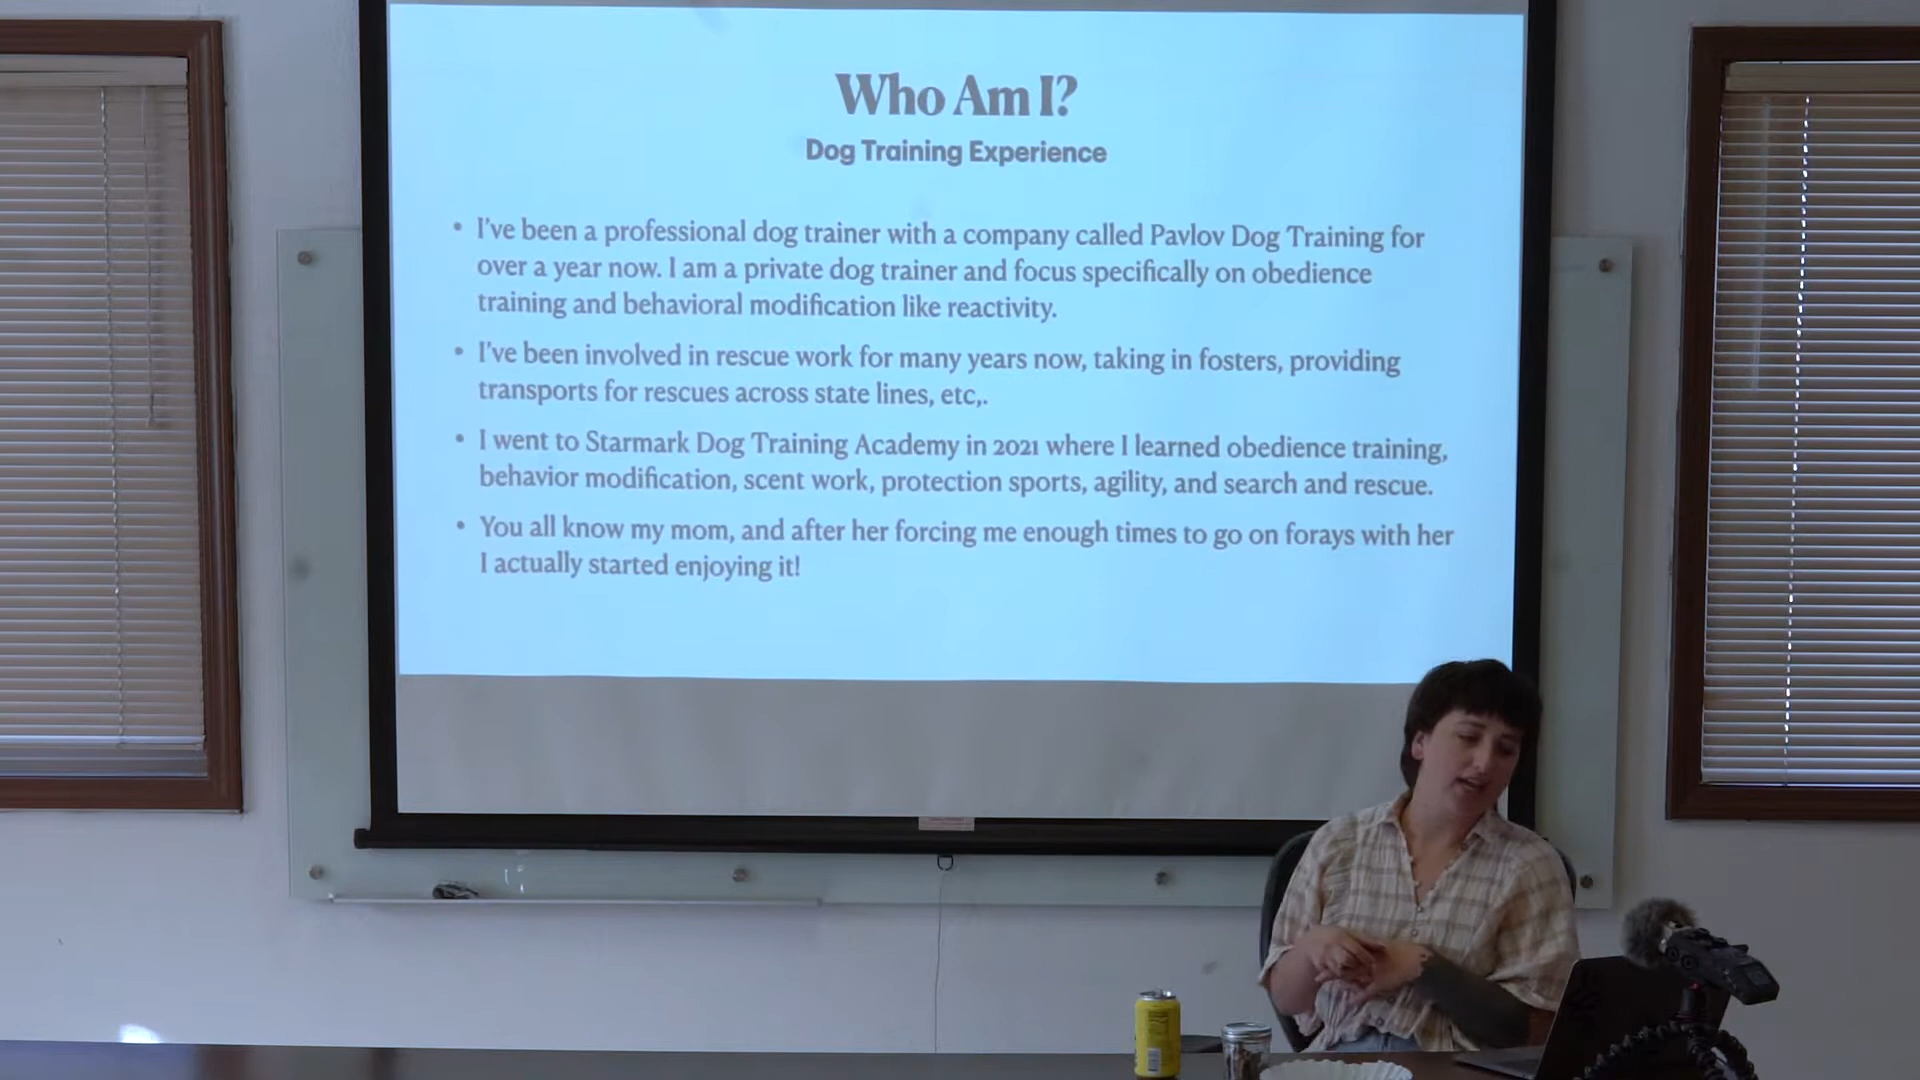 Who Am I?
Dog Training Experience
• I've been a professional dog trainer with a company called Pavlov Dog Training for
over a year now. I am a private dog trainer and focus specifically on obedience
training and behavioral modification like reactivity.
• I've been involved in rescue work for many years now, taking in fosters, providing
transports for rescues across state lines, etc,.
• I went to Starmark Dog Training Academy in 2021 where I learned obedience training,
behavior modification, scent work, protection sports, agility, and search and rescue.
• You all know my mom, and after her forcing me enough times to go on forays with her
I actually started enjoying it!